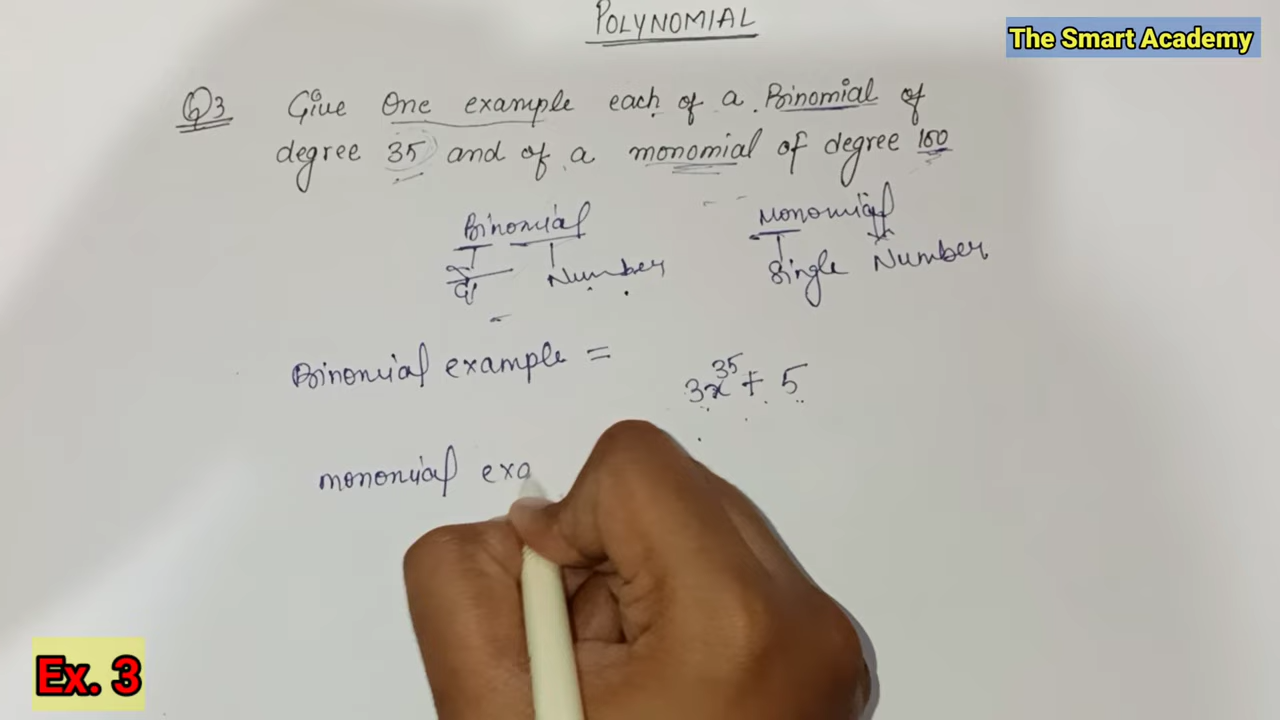 POLYNOMIAL
The Smart Academy
Q3 Give One example each of a Binomial of
degree 35 and of a monomial of degree 100
Binomial Monomial
दो Number Single Number
Binomial example = 3x³⁵ + 5
monomial exa
Ex. 3